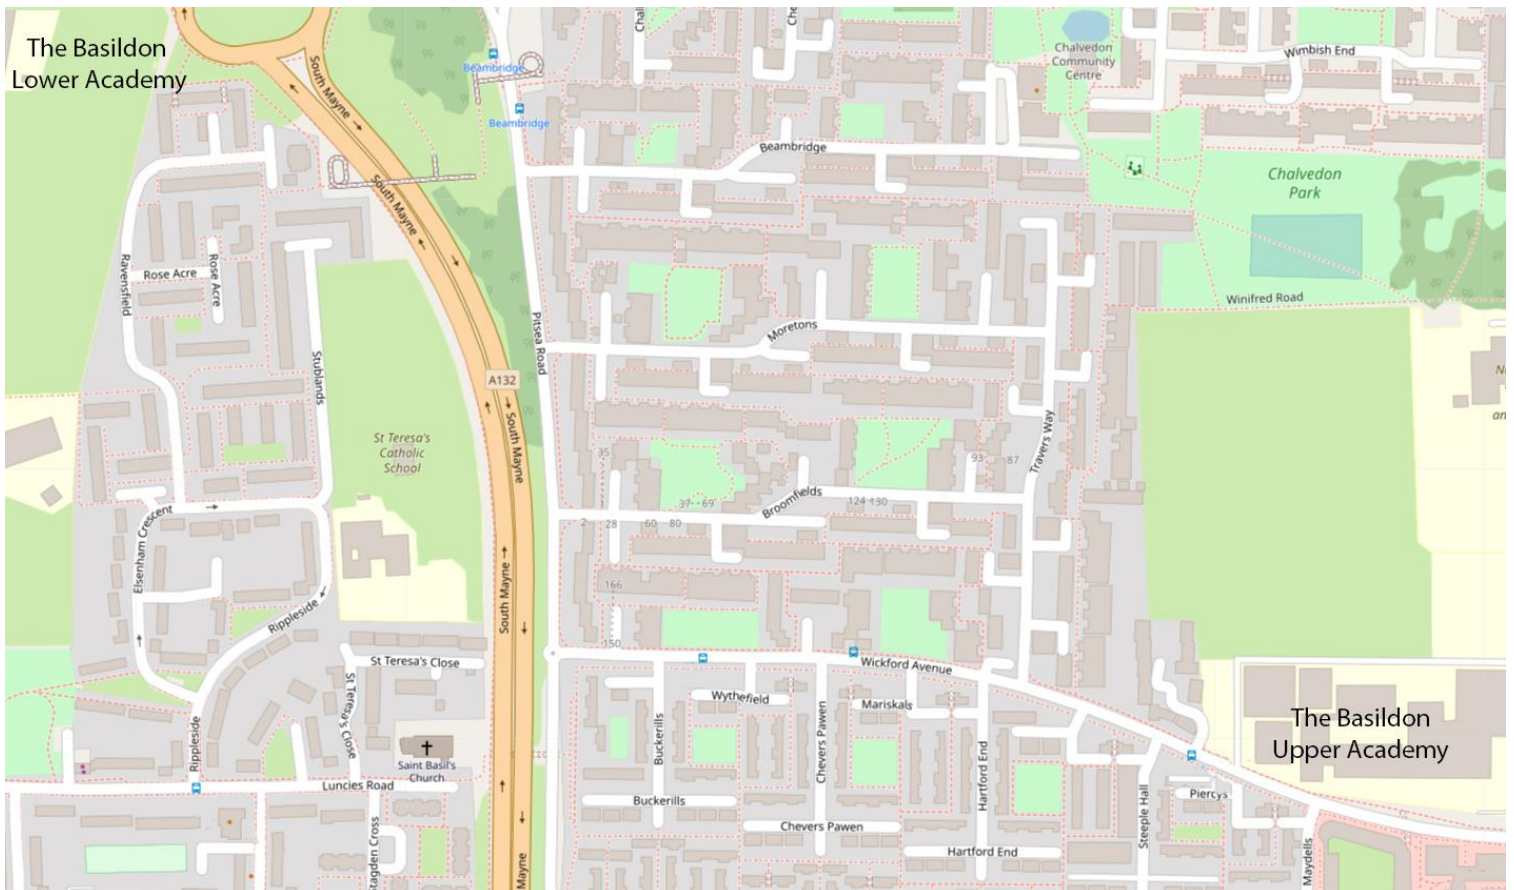 The Basildon
Lower Academy
South Mayne
Beambridge
Beambridge
Chalvedon
Community
Centre
Wimbish End
Beambridge
Chalvedon
Park
South Mayne
Ravensfield
Rose Acre
Rose Acre
Winifred Road
Pitsea Road
Moretons
Stublands
A132
South Mayne
St Teresa's
Catholic
School
Travers Way
35
93
87
37--69
124-130
Broomfields
2
28
60
80
Elsenham Crescent
South Mayne
166
Rippleside
150
St Teresa's Close
Wickford Avenue
St Teresa's Close
Wythefield
Mariskals
Buckerills
Chevers Pawen
The Basildon
Upper Academy
Rippleside
Saint Basil's
Church
Hartford End
Luncies Road
Buckerills
Piercys
Steeple Hall
Chevers Pawen
Hartford End
Maydells
Mayne